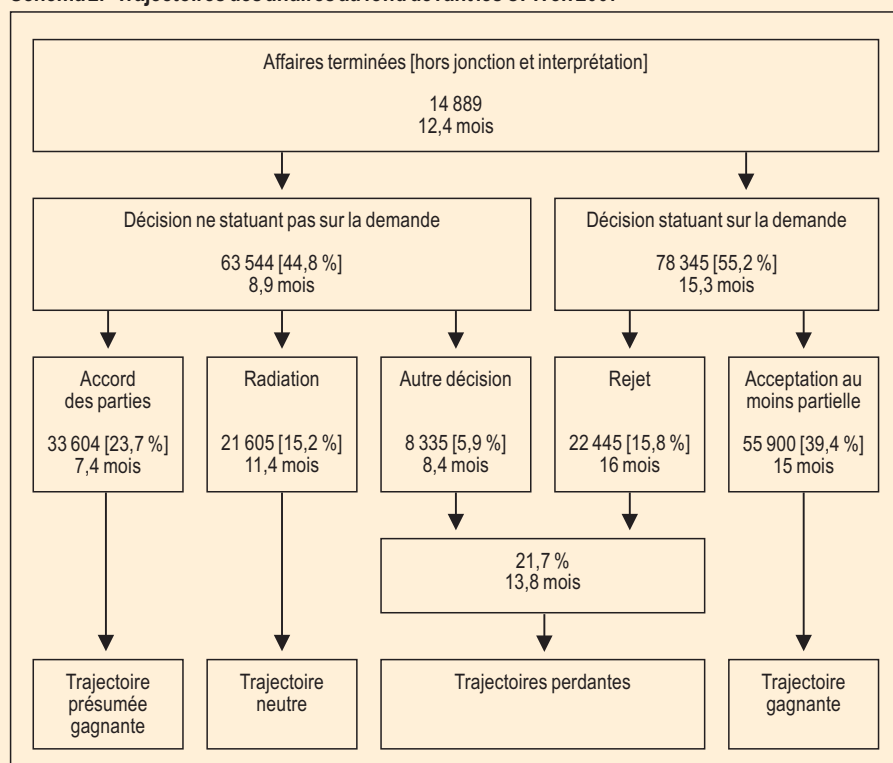 Affaires terminées [hors jonction et interprétation]
14 889
12,4 mois
Décision ne statuant pas sur la demande
63 544 [44,8 %]
8,9 mois
Décision statuant sur la demande
78 345 [55,2 %]
15,3 mois
Accord
des parties
33 604 [23,7 %]
7,4 mois
Radiation
21 605 [15,2 %]
11,4 mois
Autre décision
8 335 [5,9 %]
8,4 mois
Rejet
22 445 [15,8 %]
16 mois
Acceptation au
moins partielle
55 900 [39,4 %]
15 mois
21,7 %
13,8 mois
Trajectoire
présumée
gagnante
Trajectoire
neutre
Trajectoires perdantes
Trajectoire
gagnante